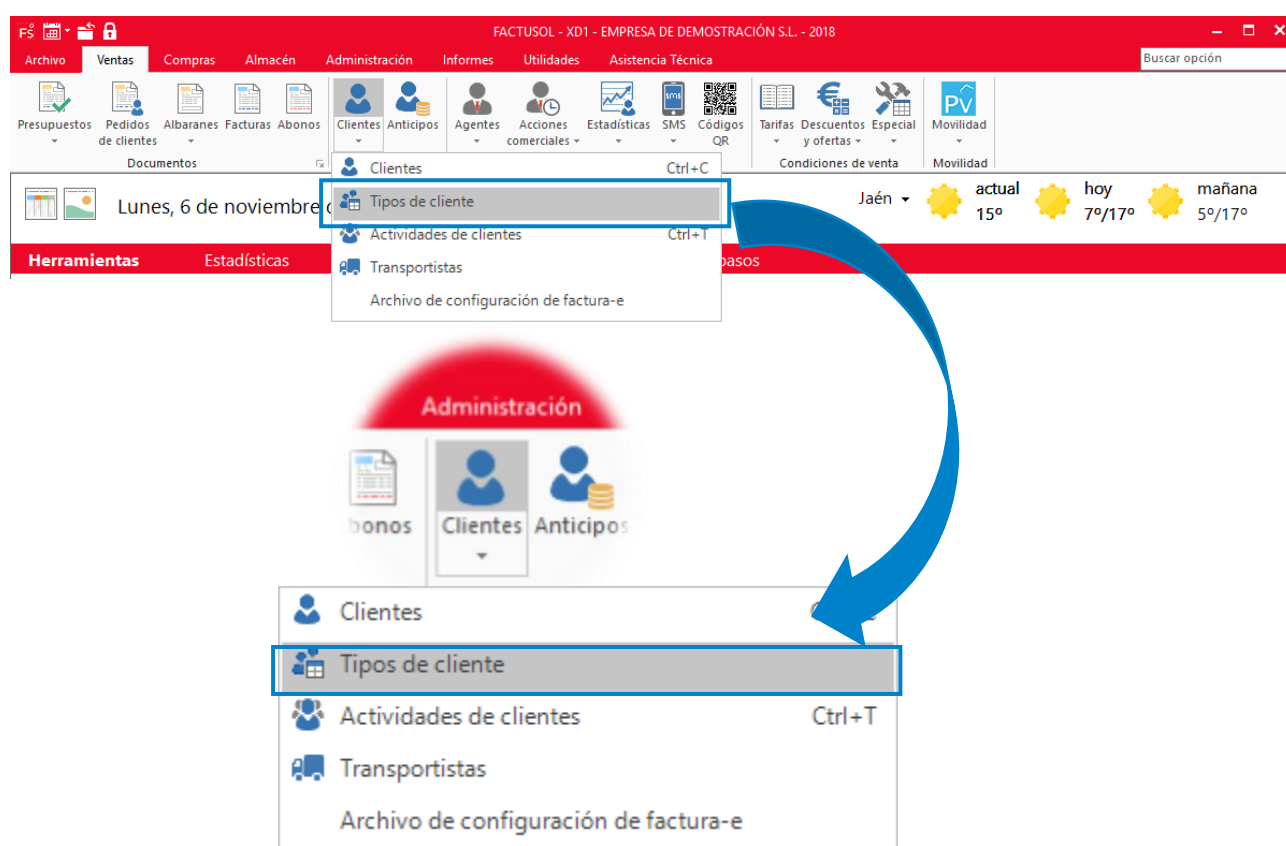 FS
FACTUSOL - XD1 - EMPRESA DE DEMOSTRACIÓN S.L. - 2018
Archivo Ventas Compras Almacén Administración Informes Utilidades Asistencia Técnica Buscar opción
sms PV
Presupuestos Pedidos de clientes Albaranes Facturas Abonos Clientes Anticipos Agentes Acciones comerciales Estadísticas SMS Códigos QR Tarifas Descuentos y ofertas Especial Movilidad
Documentos Condiciones de venta Movilidad
Clientes Ctrl+C
Tipos de cliente
Actividades de clientes Ctrl+T
Transportistas
Archivo de configuración de factura-e
Lunes, 6 de noviembre Jaén actual hoy mañana
15º 7º/17º 5º/17º
Herramientas Estadísticas pasos
Administración
bonos Clientes Anticipos
Clientes
Tipos de cliente
Actividades de clientes Ctrl+T
Transportistas
Archivo de configuración de factura-e